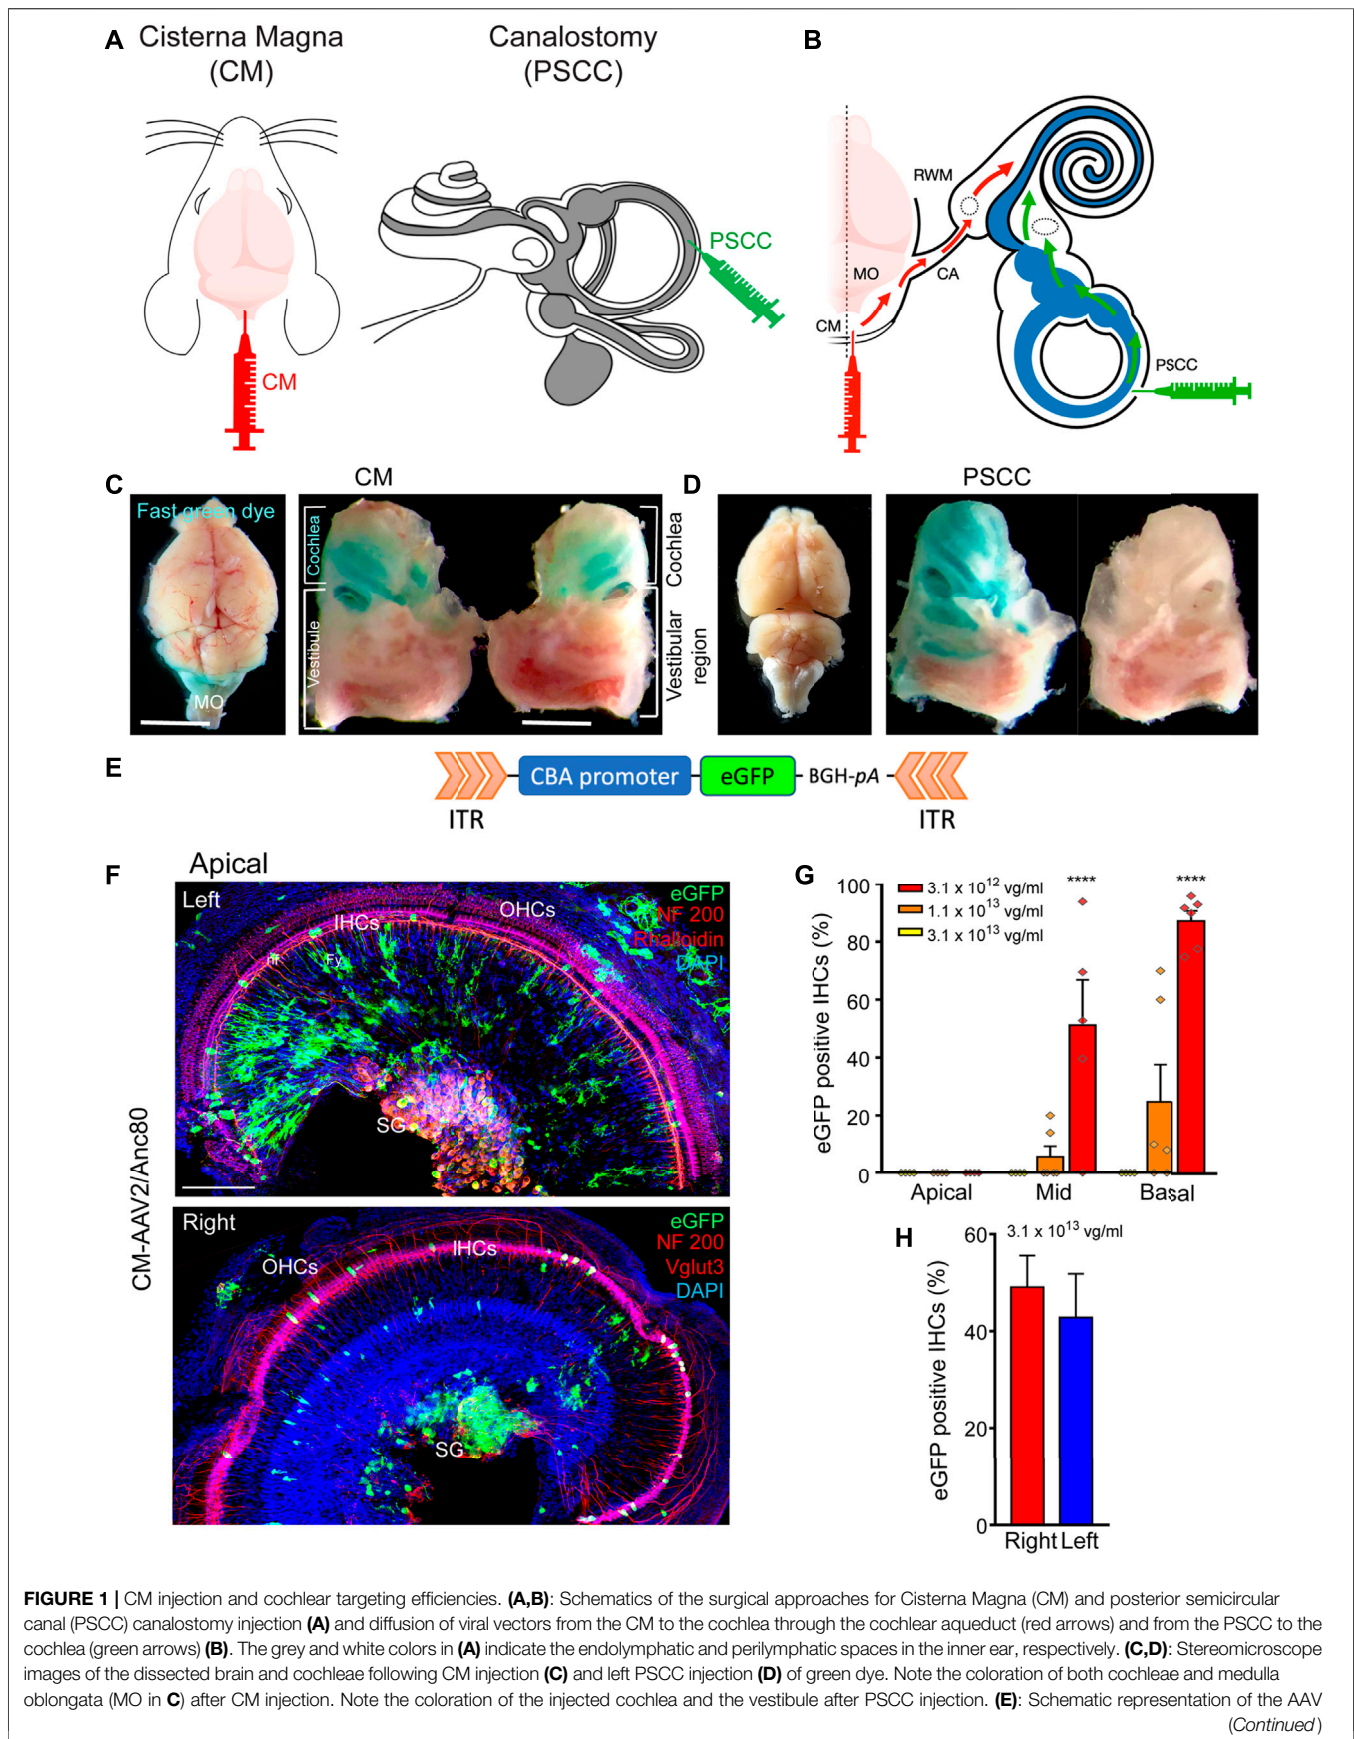 A
Cisterna Magna
(CM)
Canalostomy
(PSCC)
B
CM
PSCC
RWM
MO
CA
CM
PSCC
C
CM
D
PSCC
Fast green dye
MO
Cochlea
Vestibule
Cochlea
Vestibular
region
E
CBA promoter
eGFP
BGH-pA
ITR
ITR
F
Apical
CM-AAV2/Anc80
Left
eGFP
NF 200
Rhalloidin
DAPI
IHCs
OHCs
nf
Fy
SG
Right
eGFP
NF 200
Vglut3
DAPI
OHCs
IHCs
SG
G
eGFP positive IHCs (%)
100
80
60
40
20
0
3.1 x 10¹² vg/ml
1.1 x 10¹³ vg/ml
3.1 x 10¹³ vg/ml
****
****
Apical
Mid
Basal
H
3.1 x 10¹³ vg/ml
eGFP positive IHCs (%)
60
40
20
0
Right
Left
FIGURE 1 | CM injection and cochlear targeting efficiencies. (A,B): Schematics of the surgical approaches for Cisterna Magna (CM) and posterior semicircular
canal (PSCC) canalostomy injection (A) and diffusion of viral vectors from the CM to the cochlea through the cochlear aqueduct (red arrows) and from the PSCC to the
cochlea (green arrows) (B). The grey and white colors in (A) indicate the endolymphatic and perilymphatic spaces in the inner ear, respectively. (C,D): Stereomicroscope
images of the dissected brain and cochleae following CM injection (C) and left PSCC injection (D) of green dye. Note the coloration of both cochleae and medulla
oblongata (MO in C) after CM injection. Note the coloration of the injected cochlea and the vestibule after PSCC injection. (E): Schematic representation of the AAV
(Continued)